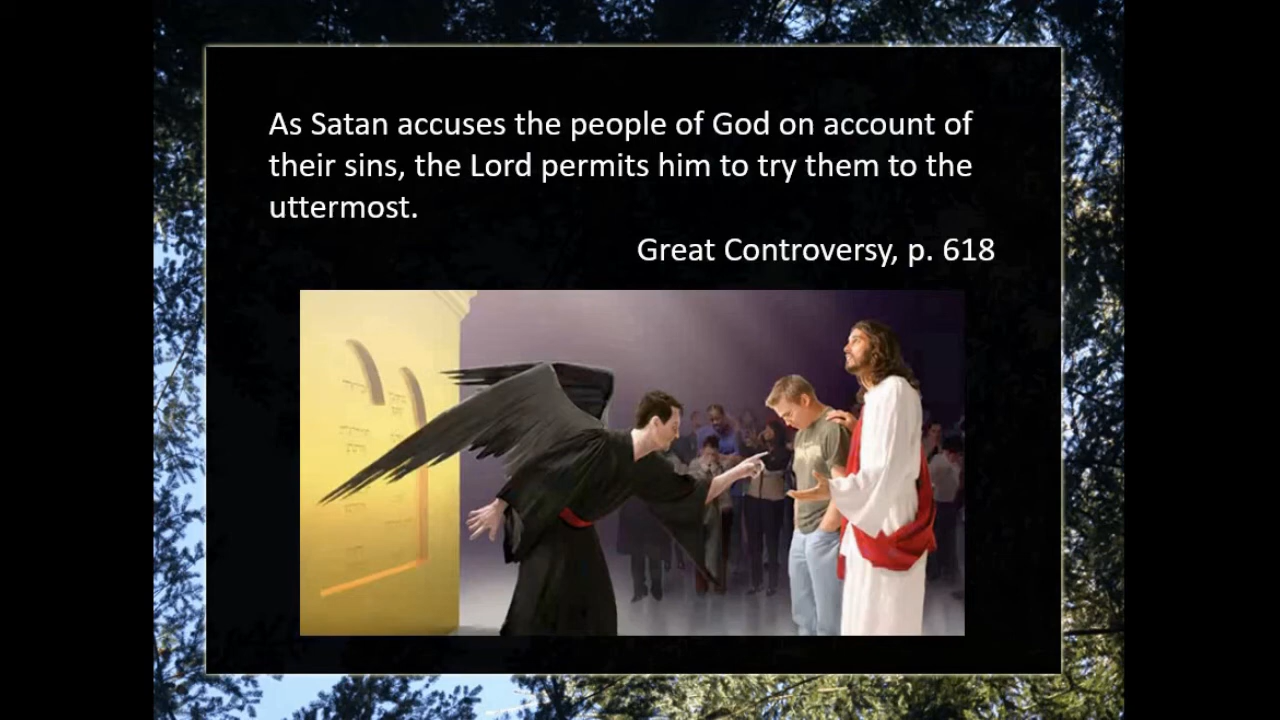 As Satan accuses the people of God on account of
their sins, the Lord permits him to try them to the
uttermost.
Great Controversy, p. 618